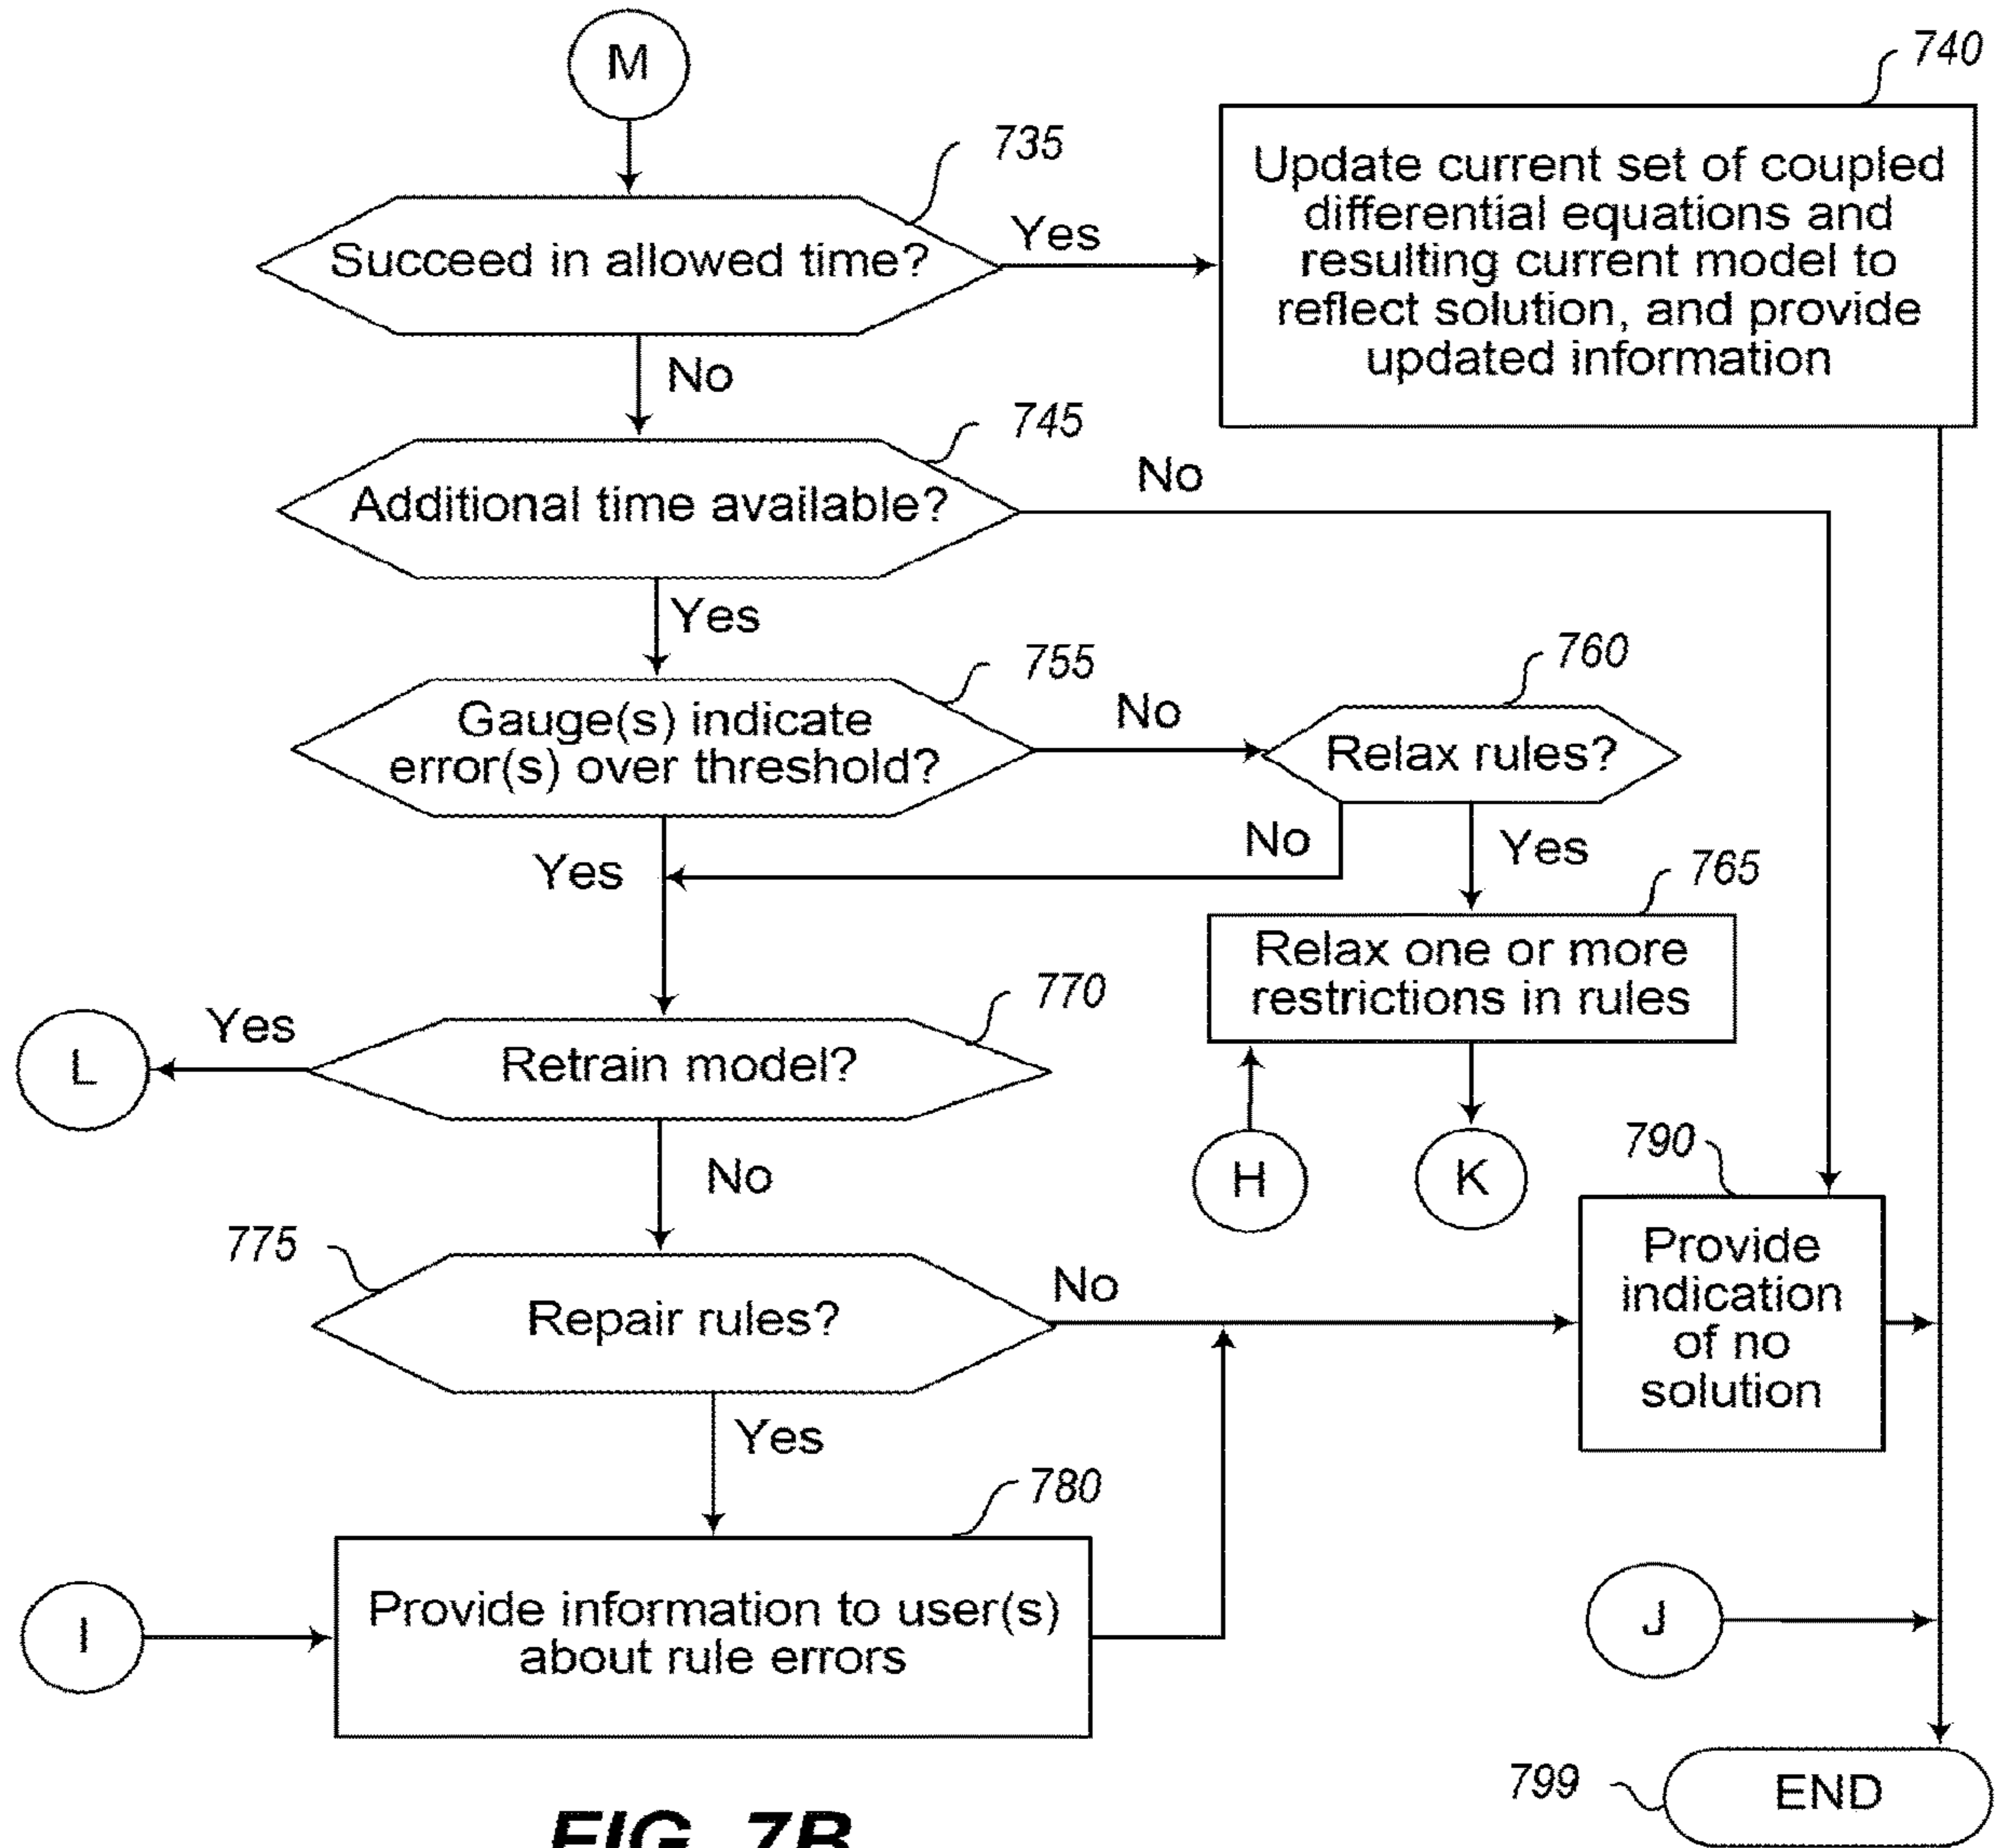 M
735
740
Succeed in allowed time?
Yes
Update current set of coupled
differential equations and
resulting current model to
reflect solution, and provide
updated information
No
745
Additional time available?
No
Yes
755
760
Gauge(s) indicate
error(s) over threshold?
No
Relax rules?
Yes
No
Yes
765
Relax one or more
restrictions in rules
770
Yes
L
Retrain model?
H
K
790
No
775
Repair rules?
No
Provide
indication
of no
solution
Yes
780
I
Provide information to user(s)
about rule errors
J
799
END
FIG. 7B